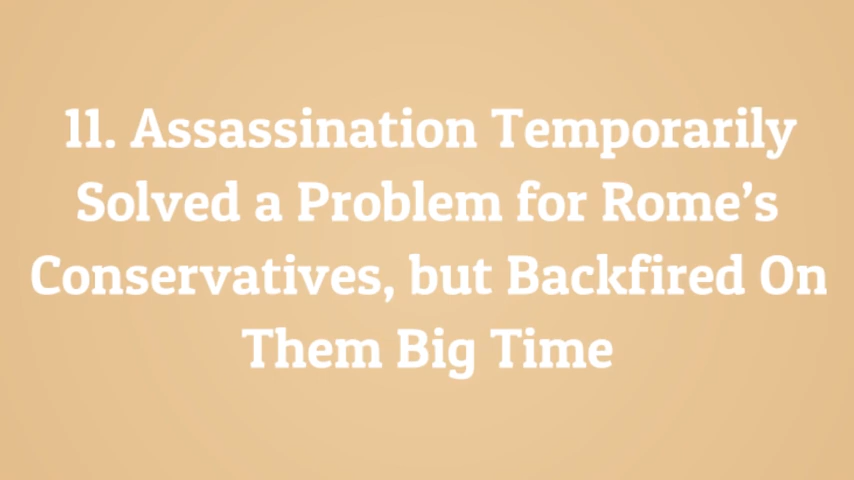 11. Assassination Temporarily
Solved a Problem for Rome’s
Conservatives, but Backfired On
Them Big Time